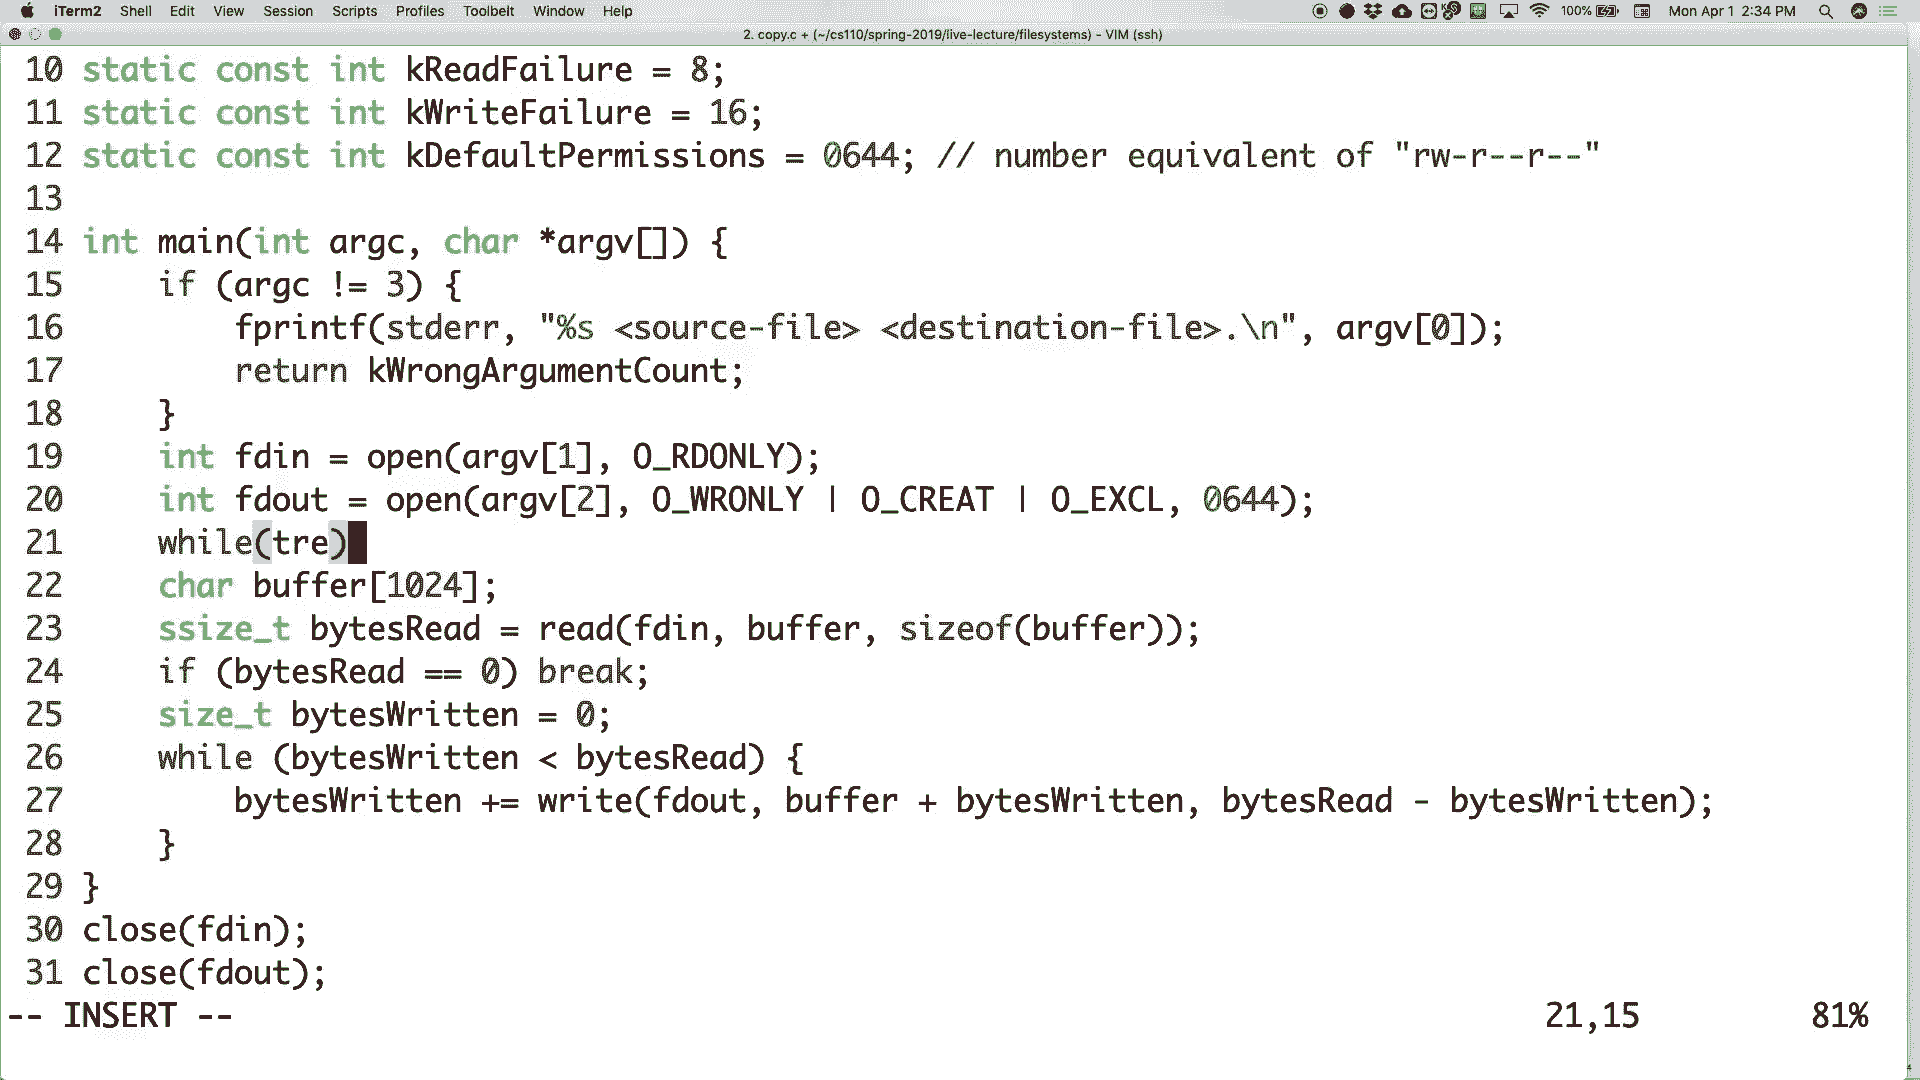 iTerm2 Shell Edit View Session Scripts Profiles Toolbelt Window Help 100% Mon Apr 1 2:34 PM
2. copy.c + (~/cs110/spring-2019/live-lecture/filesystems) - VIM (ssh)
10 static const int kReadFailure = 8;
11 static const int kWriteFailure = 16;
12 static const int kDefaultPermissions = 0644; // number equivalent of "rw-r--r--"
13
14 int main(int argc, char *argv[]) {
15     if (argc != 3) {
16         fprintf(stderr, "%s <source-file> <destination-file>.\n", argv[0]);
17         return kWrongArgumentCount;
18     }
19     int fdin = open(argv[1], O_RDONLY);
20     int fdout = open(argv[2], O_WRONLY | O_CREAT | O_EXCL, 0644);
21     while(tre)
22     char buffer[1024];
23     ssize_t bytesRead = read(fdin, buffer, sizeof(buffer));
24     if (bytesRead == 0) break;
25     size_t bytesWritten = 0;
26     while (bytesWritten < bytesRead) {
27         bytesWritten += write(fdout, buffer + bytesWritten, bytesRead - bytesWritten);
28     }
29 }
30 close(fdin);
31 close(fdout);
-- INSERT -- 21,15 81%